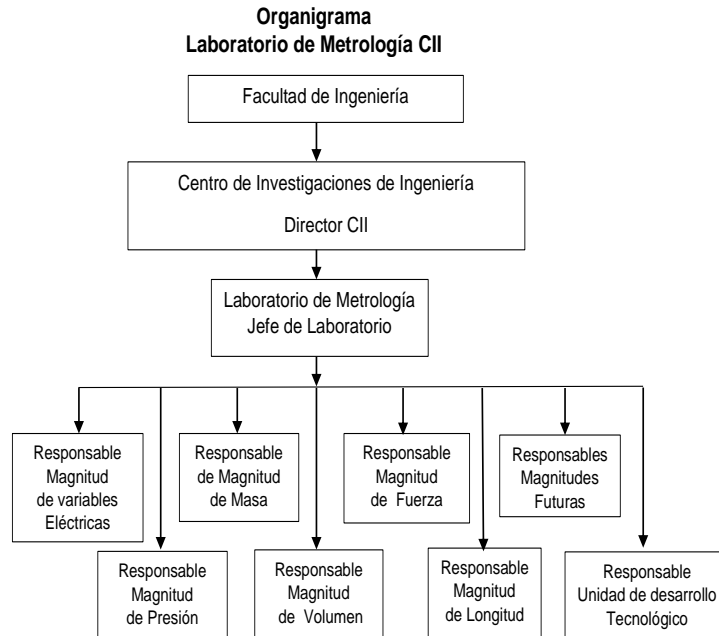 Organigrama
Laboratorio de Metrología CII
Facultad de Ingeniería
Centro de Investigaciones de Ingeniería
Director CII
Laboratorio de Metrología
Jefe de Laboratorio
Responsable
Magnitud
de variables
Eléctricas
Responsable
de Magnitud
de Masa
Responsable
Magnitud
de Fuerza
Responsables
Magnitudes
Futuras
Responsable
Magnitud
de Presión
Responsable
Magnitud
de Volumen
Responsable
Magnitud
de Longitud
Responsable
Unidad de desarrollo
Tecnológico